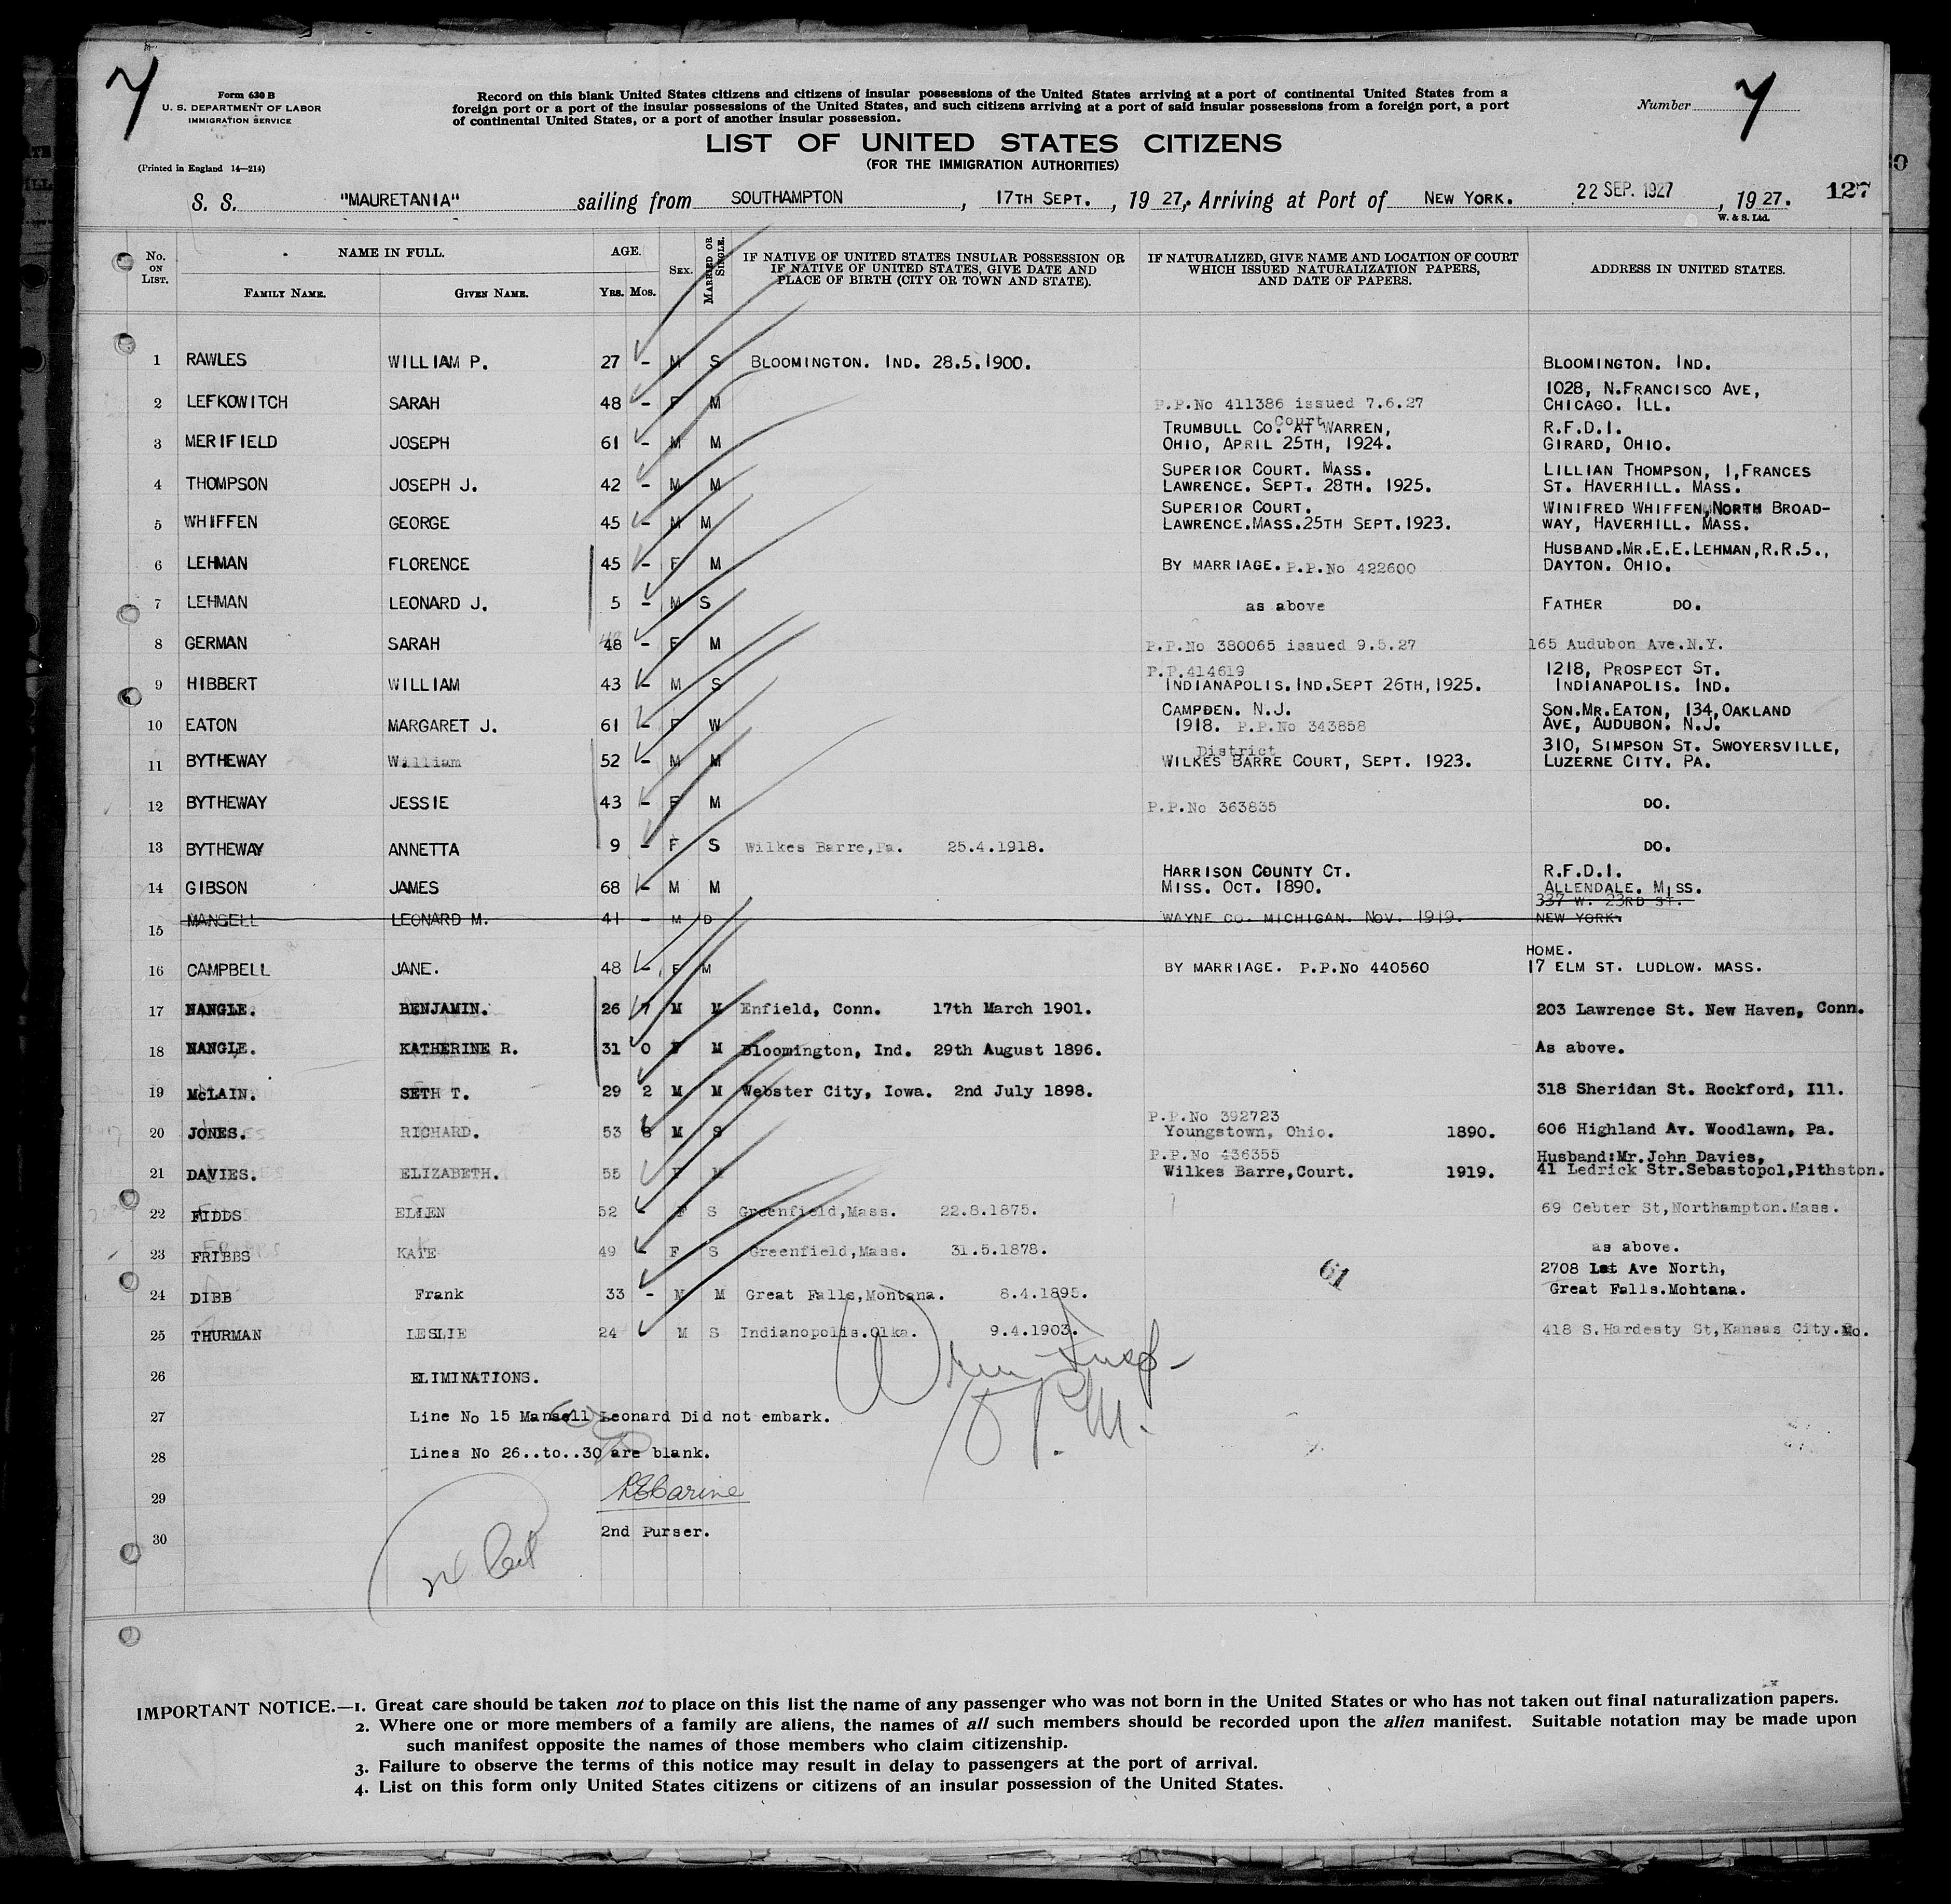 7
Form 630 B
U. S. DEPARTMENT OF LABOR
IMMIGRATION SERVICE
(Printed in England 14—214)
Record on this blank United States citizens and citizens of insular possessions of the United States arriving at a port of continental United States from a
foreign port or a port of the insular possessions of the United States, and such citizens arriving at a port of said insular possessions from a foreign port, a port
of continental United States, or a port of another insular possession.
Number 7
LIST OF UNITED STATES CITIZENS
(FOR THE IMMIGRATION AUTHORITIES)
S. S. "MAURETANIA" sailing from SOUTHAMPTON, 17TH SEPT., 19 27, Arriving at Port of NEW YORK. 22 SEP. 1927, 19 27. 127
W. & S. Ltd.
No. ON LIST. NAME IN FULL. AGE. SEX. MARRIED OR SINGLE. IF NATIVE OF UNITED STATES INSULAR POSSESSION OR IF NATIVE OF UNITED STATES, GIVE DATE AND PLACE OF BIRTH (CITY OR TOWN AND STATE). IF NATURALIZED, GIVE NAME AND LOCATION OF COURT WHICH ISSUED NATURALIZATION PAPERS, AND DATE OF PAPERS. ADDRESS IN UNITED STATES.
FAMILY NAME. GIVEN NAME. YRS. MOS.
1 RAWLES WILLIAM P. 27 - M S BLOOMINGTON. IND. 28.5.1900. BLOOMINGTON. IND.
1028, N.FRANCISCO AVE,
2 LEFKOWITCH SARAH 48 - F M P.P.No 411386 issued 7.6.27 CHICAGO. ILL.
Court
TRUMBULL CO. AT WARREN, R.F.D.I.
3 MERIFIELD JOSEPH 61 - M M OHIO, APRIL 25TH, 1924. GIRARD, OHIO.
SUPERIOR COURT. MASS. LILLIAN THOMPSON, 1,FRANCES
4 THOMPSON JOSEPH J. 42 - M M LAWRENCE. SEPT. 28TH. 1925. ST. HAVERHILL. MASS.
SUPERIOR COURT. WINIFRED WHIFFEN,NORTH BROAD-
5 WHIFFEN GEORGE 45 - M M LAWRENCE.MASS.25TH SEPT.1923. WAY, HAVERHILL. MASS.
HUSBAND.MR.E.E.LEHMAN,R.R.5.,
6 LEHMAN FLORENCE 45 - F M BY MARRIAGE. P.P.No 422600 DAYTON. OHIO.
7 LEHMAN LEONARD J. 5 - M S as above FATHER DO.
8 GERMAN SARAH 48 - F M P.P.No 380065 issued 9.5.27 165 Audubon Ave.N.Y.
P.P.414619 1218, PROSPECT ST.
9 HIBBERT WILLIAM 43 - M S INDIANAPOLIS.IND.SEPT 26TH,1925. INDIANAPOLIS. IND.
CAMPDEN. N.J. SON.MR.EATON, 134,OAKLAND
10 EATON MARGARET J. 61 - F W 1918. P.P.No 343858 AVE, AUDUBON. N.J.
District 310, SIMPSON ST. SWOYERSVILLE,
11 BYTHEWAY William 52 - M M WILKES BARRE COURT, SEPT. 1923. LUZERNE CITY. PA.
12 BYTHEWAY JESSIE 43 - F M P.P.No 363835 DO.
13 BYTHEWAY ANNETTA 9 - F S Wilkes Barre,Pa. 25.4.1918. DO.
HARRISON COUNTY CT. R.F.D.I.
14 GIBSON JAMES 68 - M M MISS. OCT. 1890. ALLENDALE. MISS.
337 W. 23RD ST.
15 MANSELL LEONARD M. 41 - M D WAYNE CO. MICHIGAN. NOV. 1919. NEW YORK.
HOME.
16 CAMPBELL JANE. 48 - F M BY MARRIAGE. P.P.No 440560 17 ELM ST. LUDLOW. MASS.
17 NANGLE. BENJAMIN. 26 7 M M Enfield, Conn. 17th March 1901. 203 Lawrence St. New Haven, Conn.
18 NANGLE. KATHERINE R. 31 0 F M Bloomington, Ind. 29th August 1896. As above.
19 McLAIN. SETH T. 29 2 M M Webster City, Iowa. 2nd July 1898. 318 Sheridan St. Rockford, Ill.
P.P.No 392723
20 JONES. RICHARD. 53 8 M S Youngstown, Ohio. 1890. 606 Highland Av. Woodlawn, Pa.
P.P.No 436355 Husband:Mr.John Davies,
21 DAVIES. ELIZABETH. 55 F M Wilkes Barre,Court. 1919. 41 Ledrick Str.Sebastopol,Pithston.
22 FIDDS ELLEN 52 - F S Greenfield,Mass. 22.8.1875. 69 Cebter St,Northampton.Mass.
23 FRIBBS KATE 49 - F S Greenfield,Mass. 31.5.1878. as above.
2708 1st Ave North,
24 DIBB Frank 33 - M M Great Falls,Montana. 8.4.1895. Great Falls.Montana.
61
25 THURMAN LESLIE 24 M S Indianopolis.Olka. 9.4.1903. 418 S.Hardesty St,Kansas City.Mo.
26 ELIMINATIONS.
27 Line No 15 Mansell Leonard Did not embark.
28 Lines No 26..to..30 are blank.
29
2nd Purser.
30
IMPORTANT NOTICE.—1. Great care should be taken not to place on this list the name of any passenger who was not born in the United States or who has not taken out final naturalization papers.
2. Where one or more members of a family are aliens, the names of all such members should be recorded upon the alien manifest. Suitable notation may be made upon
such manifest opposite the names of those members who claim citizenship.
3. Failure to observe the terms of this notice may result in delay to passengers at the port of arrival.
4. List on this form only United States citizens or citizens of an insular possession of the United States.